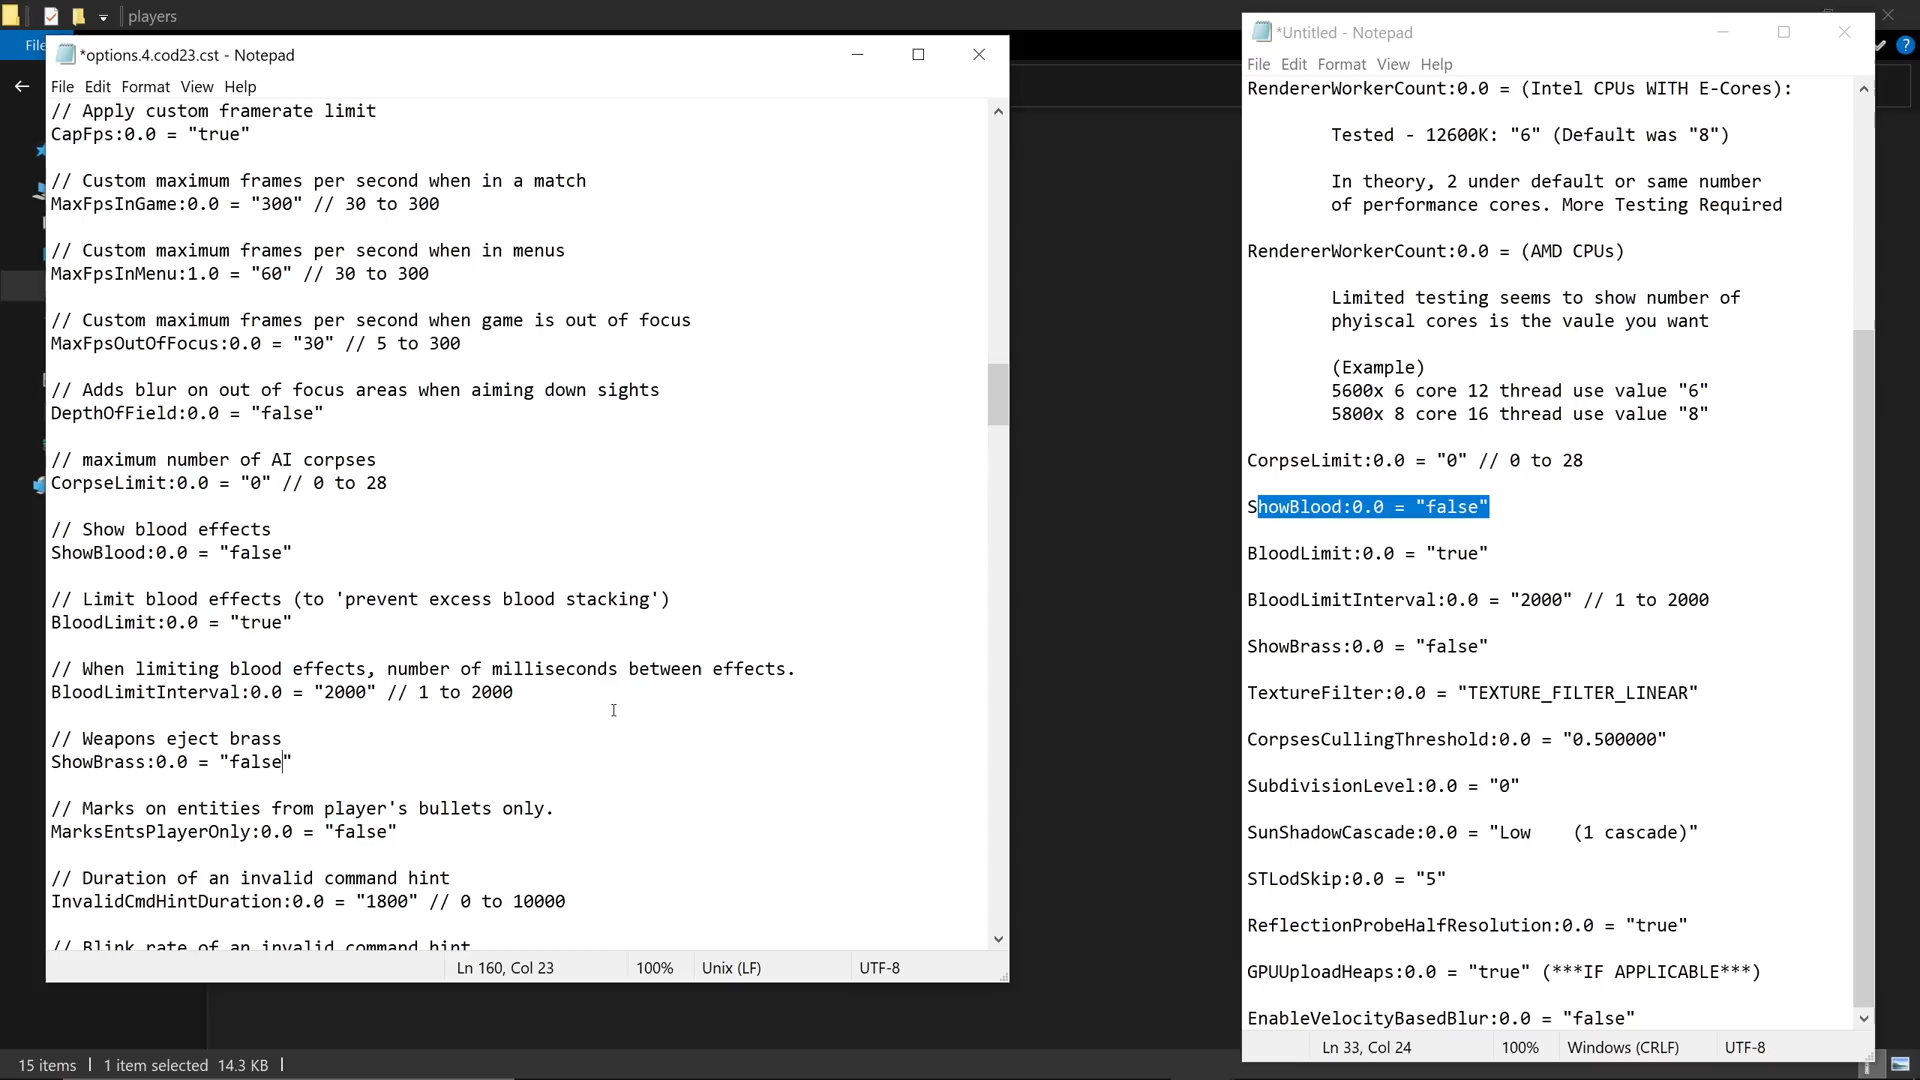 players
File
*options.4.cod23.cst - Notepad
File Edit Format View Help
// Apply custom framerate limit
CapFps:0.0 = "true"
// Custom maximum frames per second when in a match
MaxFpsInGame:0.0 = "300" // 30 to 300
// Custom maximum frames per second when in menus
MaxFpsInMenu:1.0 = "60" // 30 to 300
// Custom maximum frames per second when game is out of focus
MaxFpsOutOfFocus:0.0 = "30" // 5 to 300
// Adds blur on out of focus areas when aiming down sights
DepthOfField:0.0 = "false"
// maximum number of AI corpses
CorpseLimit:0.0 = "0" // 0 to 28
// Show blood effects
ShowBlood:0.0 = "false"
// Limit blood effects (to 'prevent excess blood stacking')
BloodLimit:0.0 = "true"
// When limiting blood effects, number of milliseconds between effects.
BloodLimitInterval:0.0 = "2000" // 1 to 2000
// Weapons eject brass
ShowBrass:0.0 = "false"
// Marks on entities from player's bullets only.
MarksEntsPlayerOnly:0.0 = "false"
// Duration of an invalid command hint
InvalidCmdHintDuration:0.0 = "1800" // 0 to 10000
// Blink rate of an invalid command hint
Ln 160, Col 23 100% Unix (LF) UTF-8
*Untitled - Notepad
File Edit Format View Help
RendererWorkerCount:0.0 = (Intel CPUs WITH E-Cores):
Tested - 12600K: "6" (Default was "8")
In theory, 2 under default or same number
of performance cores. More Testing Required
RendererWorkerCount:0.0 = (AMD CPUs)
Limited testing seems to show number of
phyiscal cores is the vaule you want
(Example)
5600x 6 core 12 thread use value "6"
5800x 8 core 16 thread use value "8"
CorpseLimit:0.0 = "0" // 0 to 28
ShowBlood:0.0 = "false"
BloodLimit:0.0 = "true"
BloodLimitInterval:0.0 = "2000" // 1 to 2000
ShowBrass:0.0 = "false"
TextureFilter:0.0 = "TEXTURE_FILTER_LINEAR"
CorpsesCullingThreshold:0.0 = "0.500000"
SubdivisionLevel:0.0 = "0"
SunShadowCascade:0.0 = "Low    (1 cascade)"
STLodSkip:0.0 = "5"
ReflectionProbeHalfResolution:0.0 = "true"
GPUUploadHeaps:0.0 = "true" (***IF APPLICABLE***)
EnableVelocityBasedBlur:0.0 = "false"
Ln 33, Col 24 100% Windows (CRLF) UTF-8
15 items 1 item selected 14.3 KB